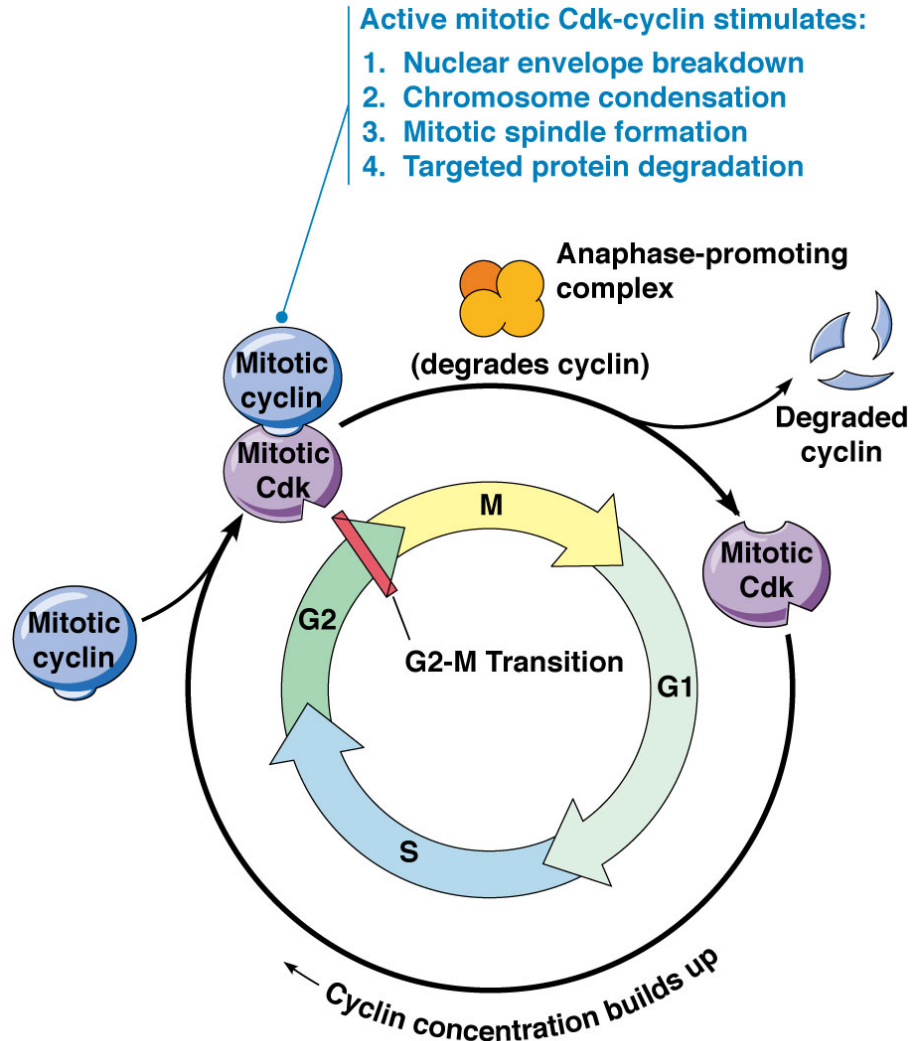 Active mitotic Cdk-cyclin stimulates:
1. Nuclear envelope breakdown
2. Chromosome condensation
3. Mitotic spindle formation
4. Targeted protein degradation
Anaphase-promoting
complex
(degrades cyclin)
Degraded
cyclin
Mitotic
cyclin
Mitotic
Cdk
M
Mitotic
Cdk
G2
Mitotic
cyclin
G2-M Transition
G1
S
Cyclin concentration builds up